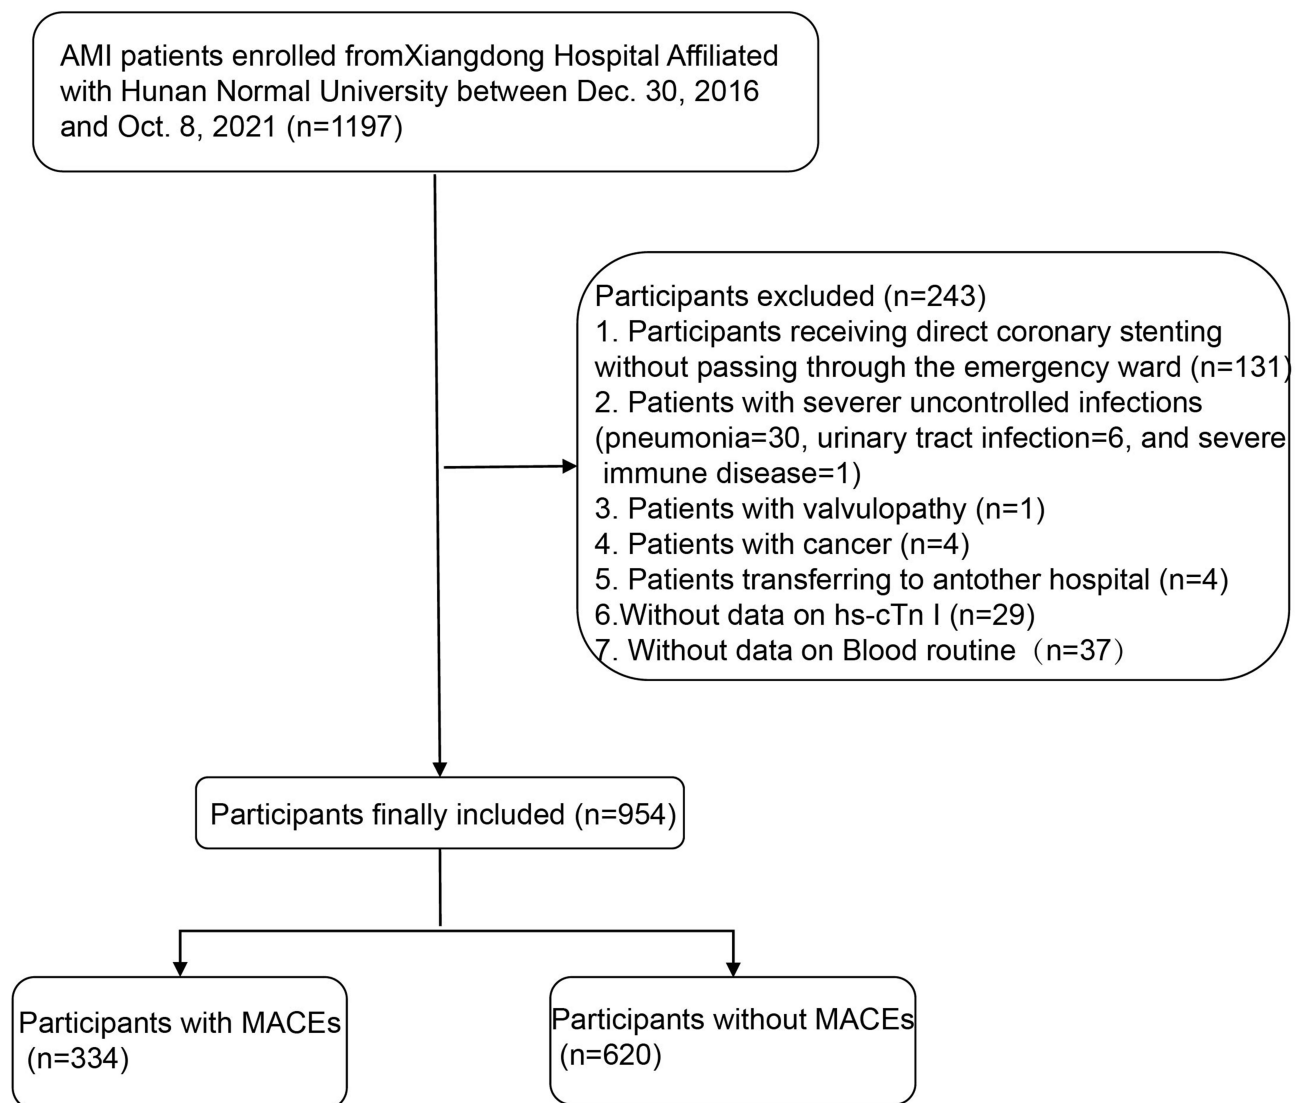 AMI patients enrolled fromXiangdong Hospital Affiliated
with Hunan Normal University between Dec. 30, 2016
and Oct. 8, 2021 (n=1197)
Participants excluded (n=243)
1. Participants receiving direct coronary stenting
without passing through the emergency ward (n=131)
2. Patients with severer uncontrolled infections
(pneumonia=30, urinary tract infection=6, and severe
immune disease=1)
3. Patients with valvulopathy (n=1)
4. Patients with cancer (n=4)
5. Patients transferring to antother hospital (n=4)
6.Without data on hs-cTn I (n=29)
7. Without data on Blood routine（n=37）
Participants finally included (n=954)
Participants with MACEs
(n=334)
Participants without MACEs
(n=620)